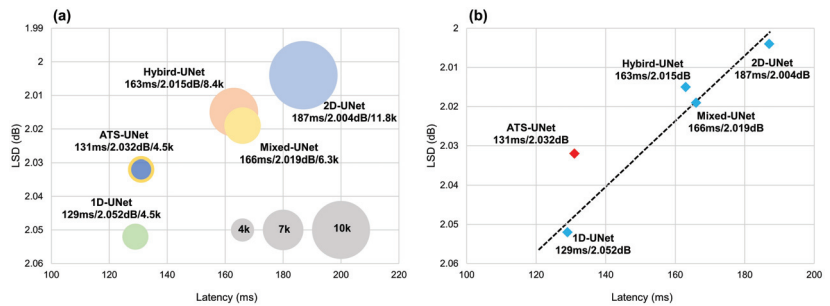 (a)
1.99
2
2.01
2.02
2.03
2.04
2.05
2.06
LSD (dB)
Hybird-UNet
163ms/2.015dB/8.4k
2D-UNet
187ms/2.004dB/11.8k
Mixed-UNet
166ms/2.019dB/6.3k
ATS-UNet
131ms/2.032dB/4.5k
1D-UNet
129ms/2.052dB/4.5k
4k
7k
10k
100 120 140 160 180 200 220
Latency (ms)
(b)
2
2.01
2.02
2.03
2.04
2.05
2.06
LSD (dB)
Hybird-UNet
163ms/2.015dB
2D-UNet
187ms/2.004dB
Mixed-UNet
166ms/2.019dB
ATS-UNet
131ms/2.032dB
1D-UNet
129ms/2.052dB
100 120 140 160 180 200
Latency (ms)